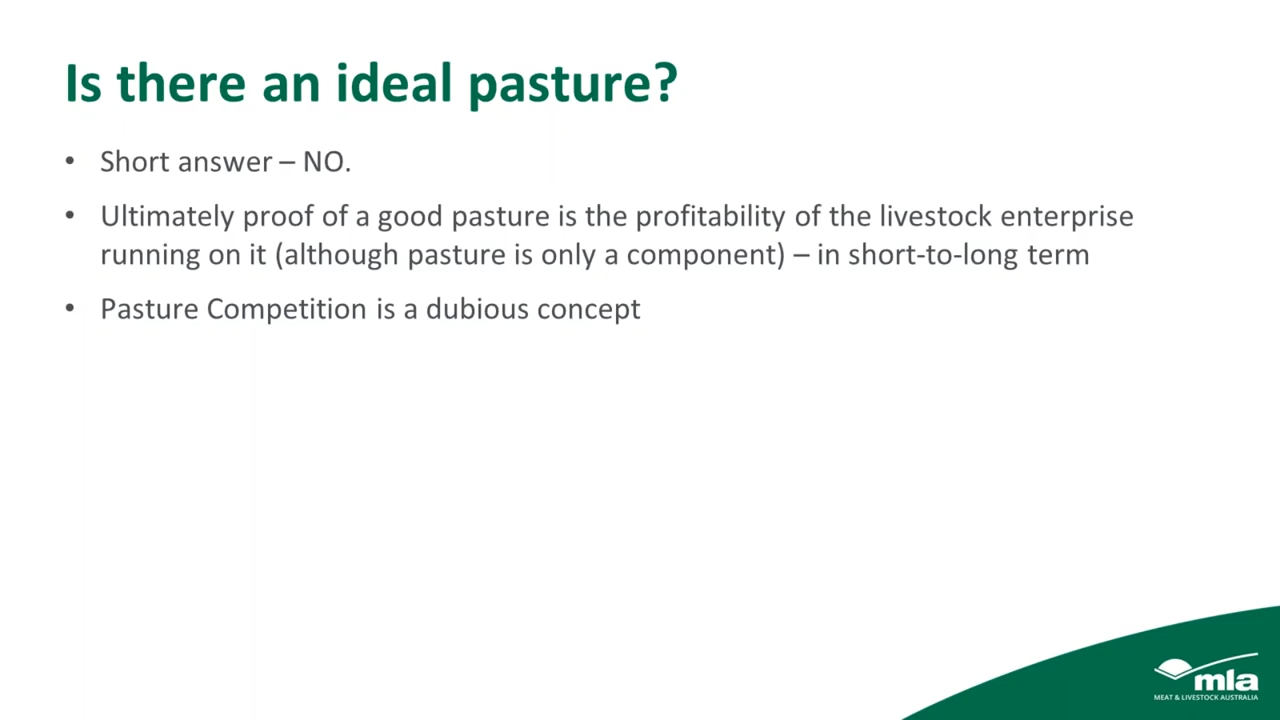 Is there an ideal pasture?
• Short answer – NO.
• Ultimately proof of a good pasture is the profitability of the livestock enterprise
running on it (although pasture is only a component) – in short-to-long term
• Pasture Competition is a dubious concept
mla
MEAT & LIVESTOCK AUSTRALIA